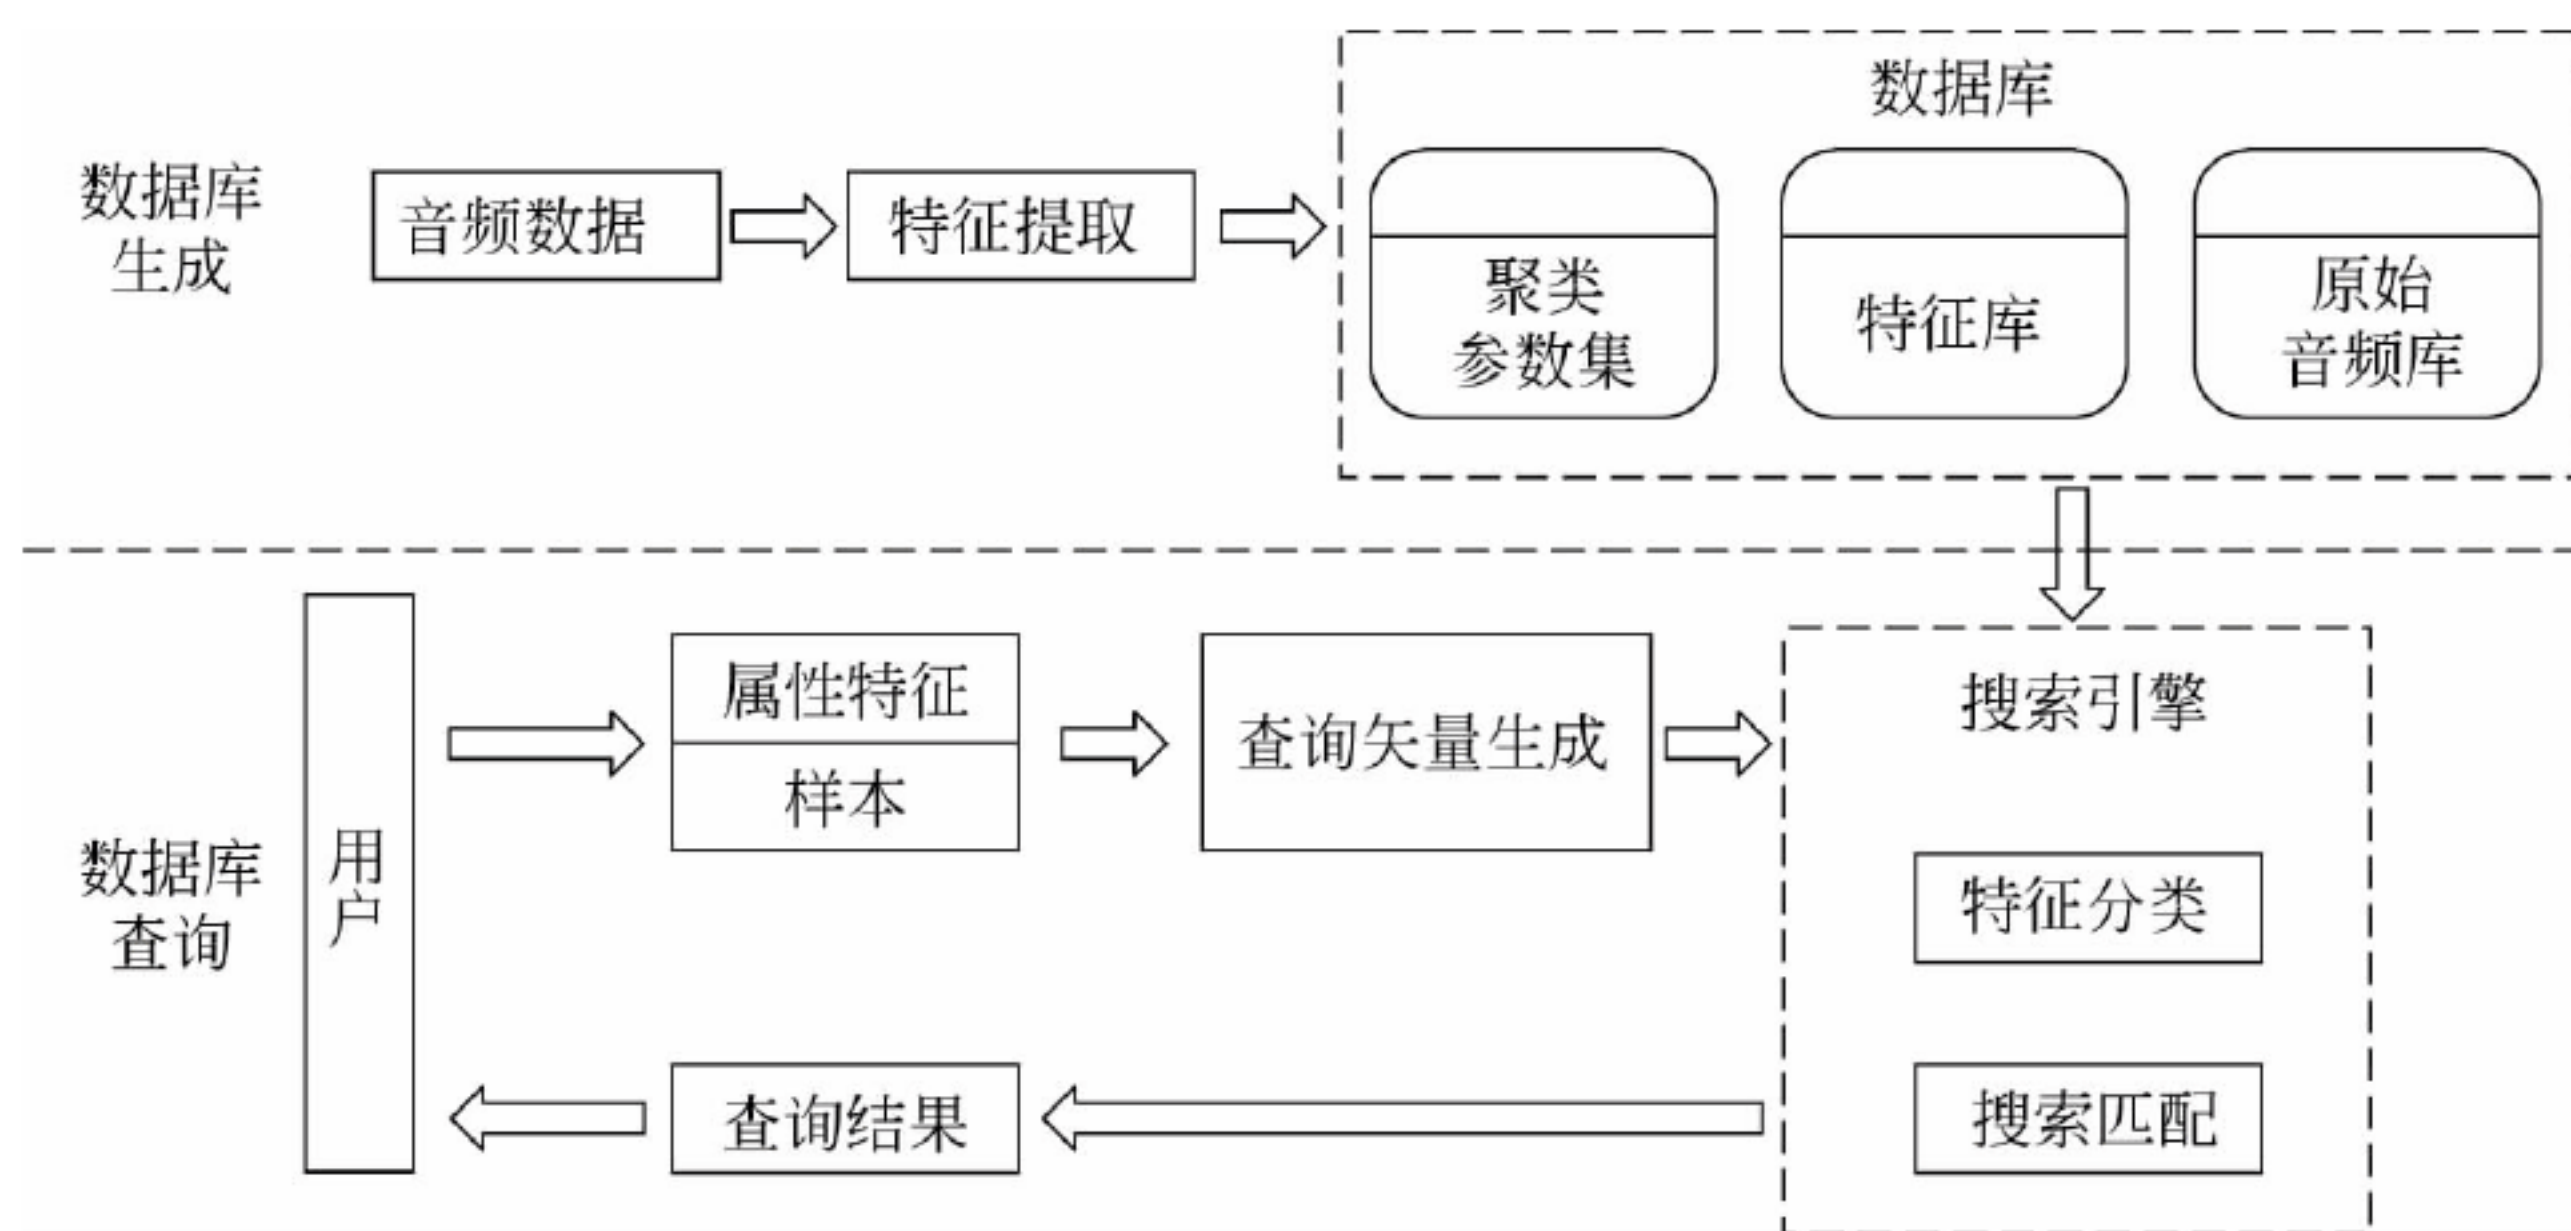 数据库
数据库
生成
音频数据
特征提取
聚类
参数集
特征库
原始
音频库
数据库
查询
用
户
属性特征
样本
查询矢量生成
搜索引擎
特征分类
查询结果
搜索匹配